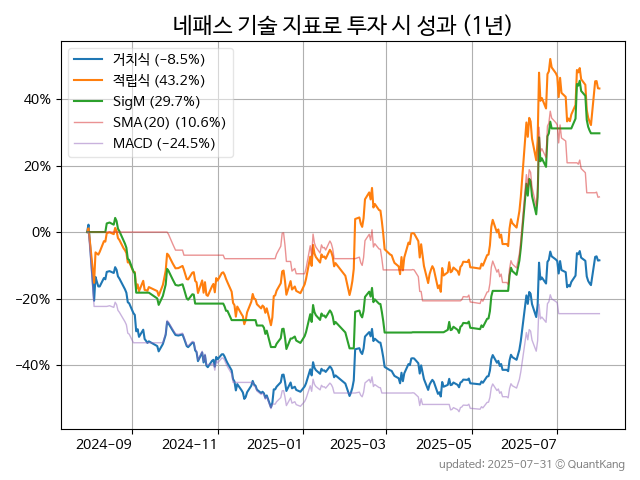 네패스 기술 지표로 투자 시 성과 (1년)
거치식 (−8.5%)
적립식 (43.2%)
SigM (29.7%)
SMA(20) (10.6%)
MACD (−24.5%)
40%
20%
0%
−20%
−40%
2024-09 2024-11 2025-01 2025-03 2025-05 2025-07
updated: 2025-07-31 © QuantKang